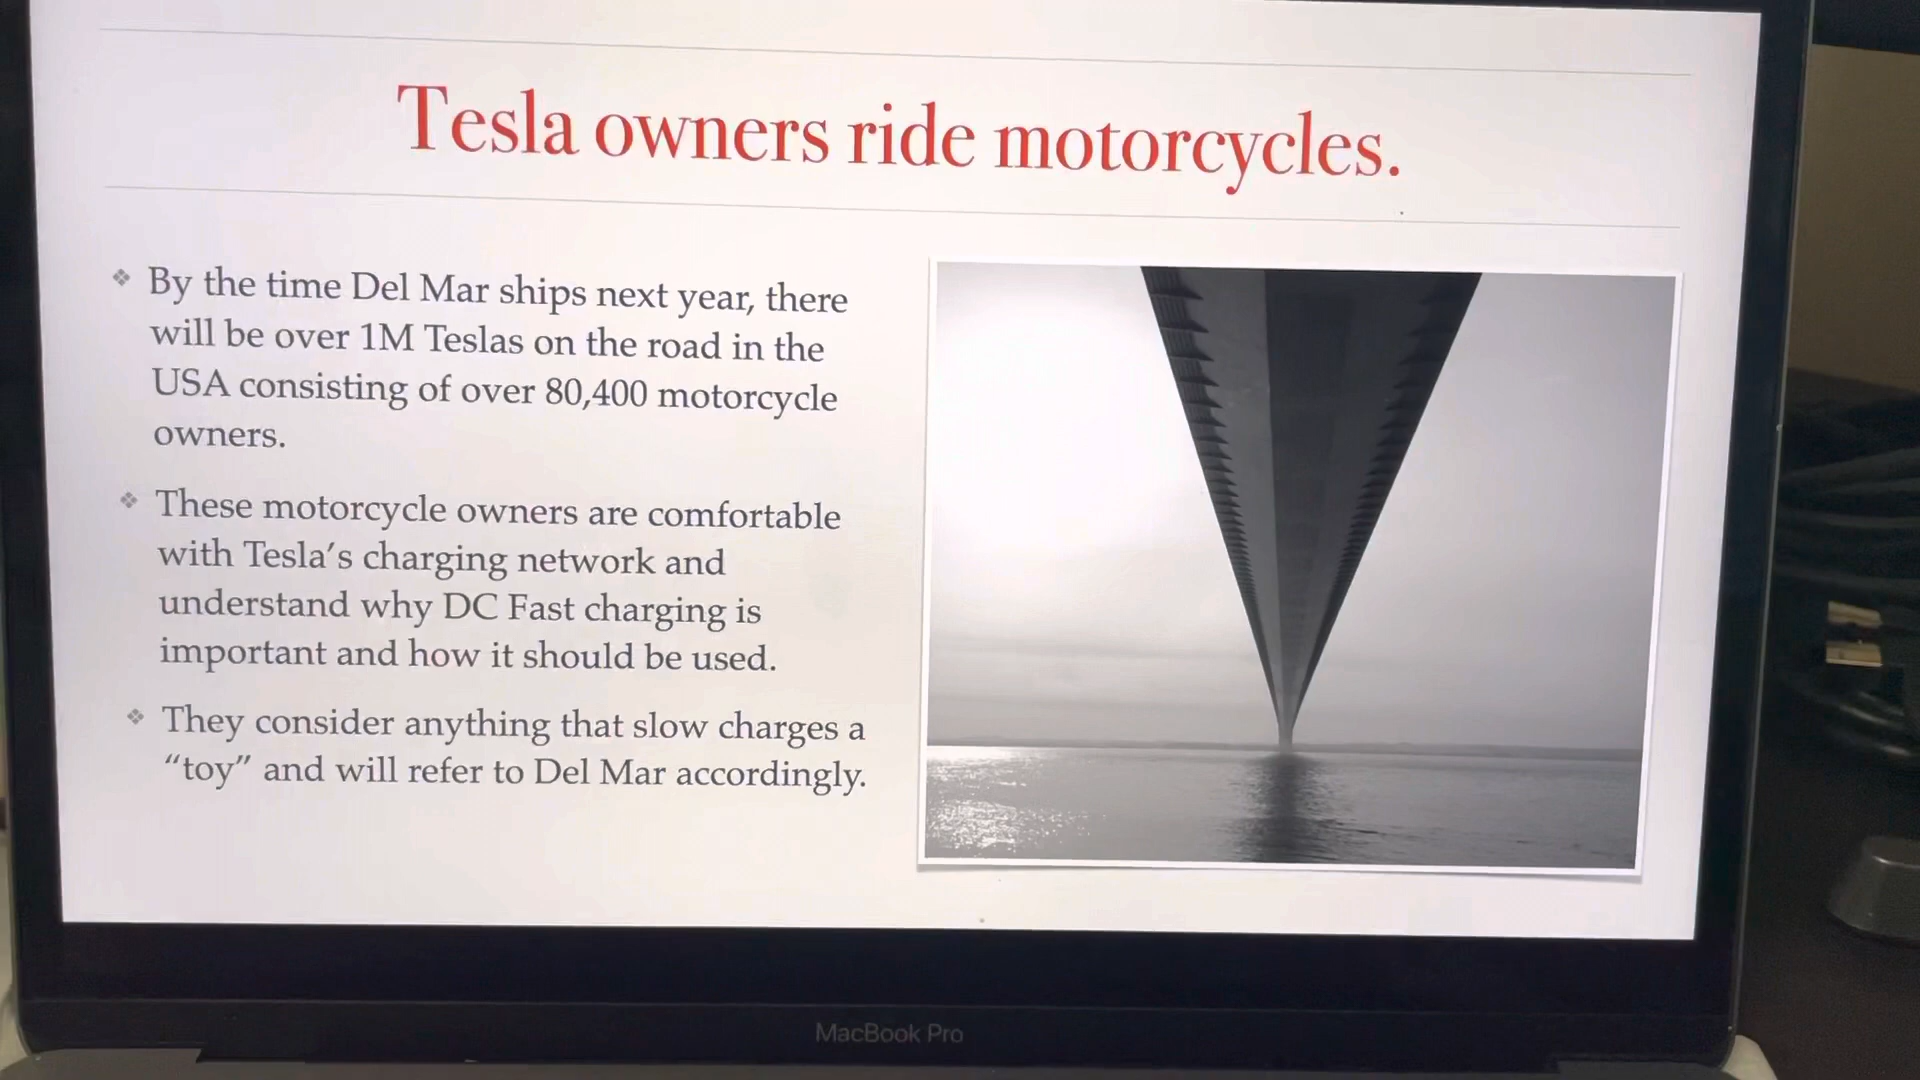 Tesla owners ride motorcycles.
By the time Del Mar ships next year, there
will be over 1M Teslas on the road in the
USA consisting of over 80,400 motorcycle
owners.
These motorcycle owners are comfortable
with Tesla's charging network and
understand why DC Fast charging is
important and how it should be used.
They consider anything that slow charges a
“toy” and will refer to Del Mar accordingly.
MacBook Pro